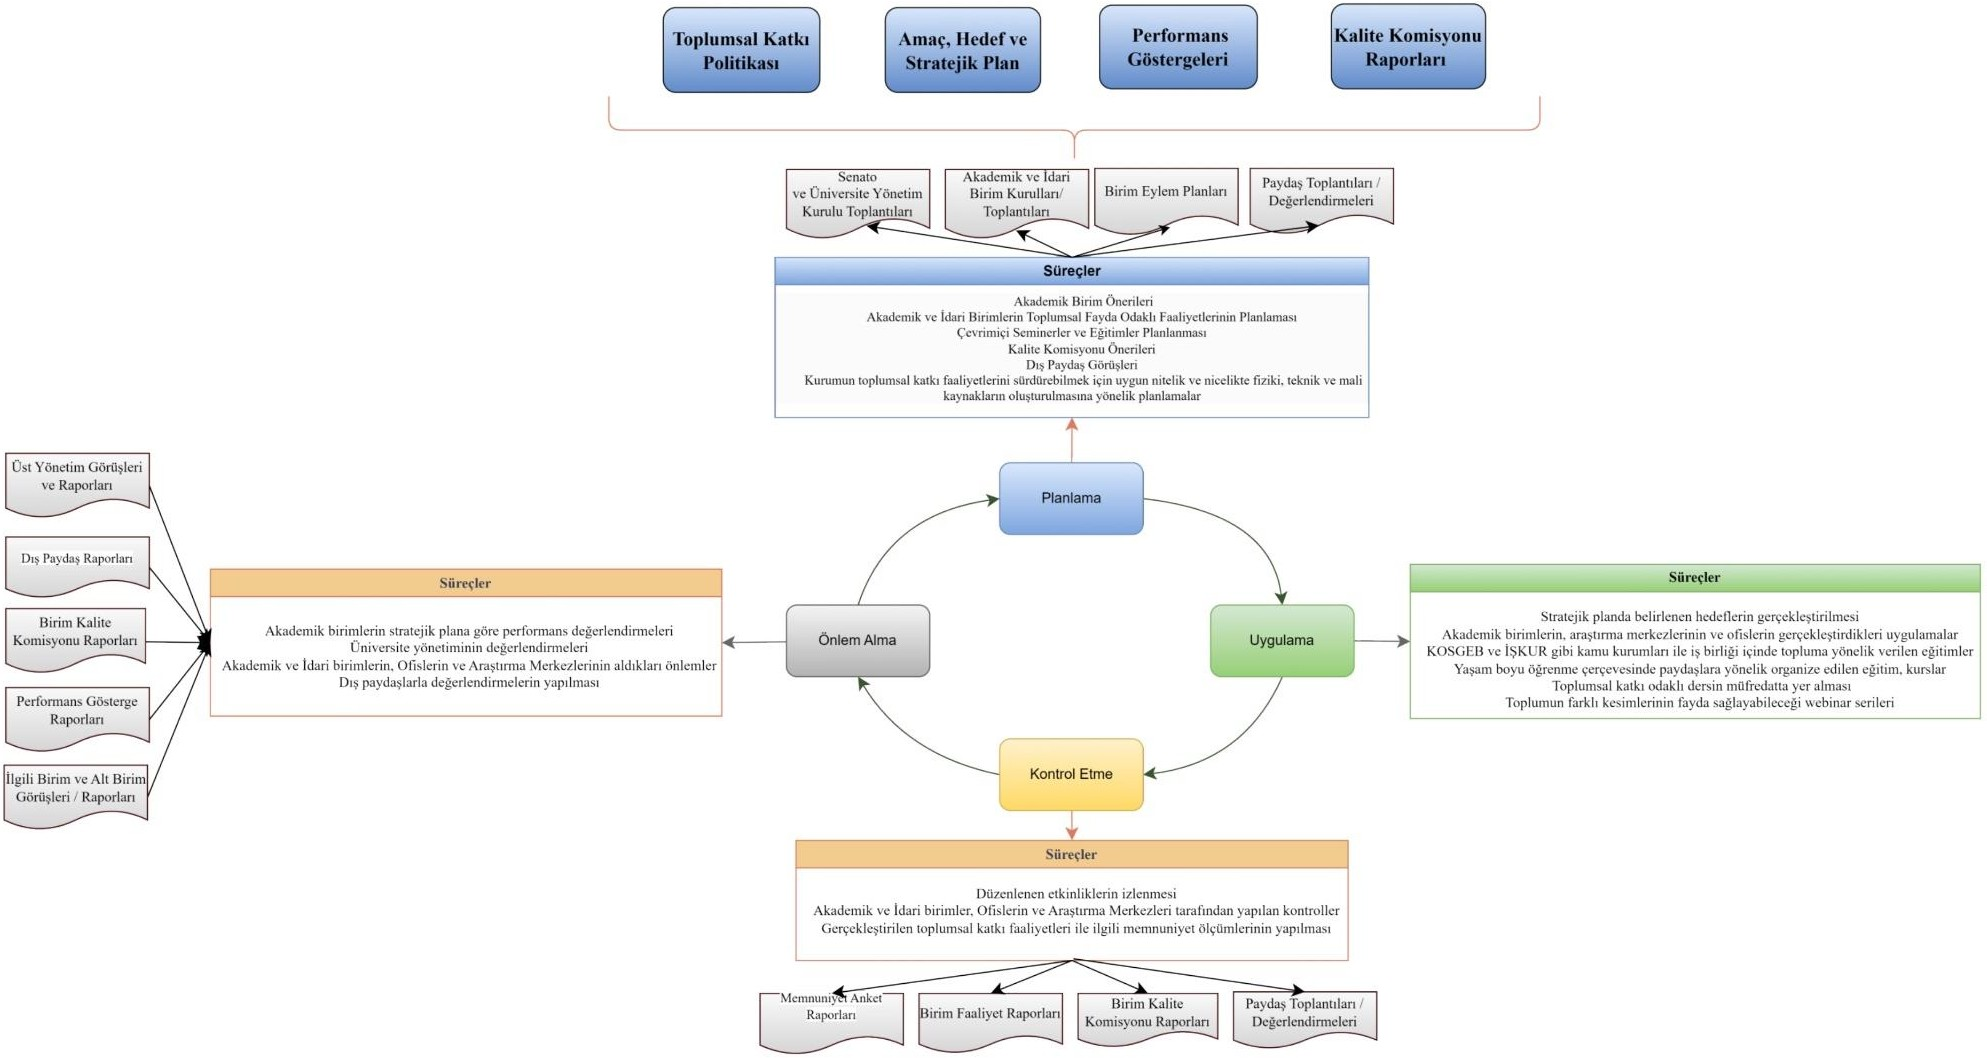 Toplumsal Katkı
Politikası
Amaç, Hedef ve
Stratejik Plan
Performans
Göstergeleri
Kalite Komisyonu
Raporları
Senato
ve Üniversite Yönetim
Kurulu Toplantıları
Akademik ve İdari
Birim Kurulları/
Toplantıları
Birim Eylem Planları
Paydaş Toplantıları /
Değerlendirmeleri
Süreçler
Akademik Birim Önerileri
Akademik ve İdari Birimlerin Toplumsal Fayda Odaklı Faaliyetlerinin Planlaması
Çevrimiçi Seminerler ve Eğitimler Planlanması
Kalite Komisyonu Önerileri
Dış Paydaş Görüşleri
Kurumun toplumsal katkı faaliyetlerini sürdürebilmek için uygun nitelik ve nicelikte fiziki, teknik ve mali
kaynakların oluşturulmasına yönelik planlamalar
Planlama
Üst Yönetim Görüşleri
ve Raporları
Dış Paydaş Raporları
Birim Kalite
Komisyonu Raporları
Performans Gösterge
Raporları
İlgili Birim ve Alt Birim
Görüşleri / Raporları
Süreçler
Akademik birimlerin stratejik plana göre performans değerlendirmeleri
Üniversite yönetiminin değerlendirmeleri
Akademik ve İdari birimlerin, Ofislerin ve Araştırma Merkezlerinin aldıkları önlemler
Dış paydaşlarla değerlendirmelerin yapılması
Önlem Alma
Uygulama
Süreçler
Stratejik planda belirlenen hedeflerin gerçekleştirilmesi
Akademik birimlerin, araştırma merkezlerinin ve ofislerin gerçekleştirdikleri uygulamalar
KOSGEB ve İŞKUR gibi kamu kurumları ile iş birliği içinde topluma yönelik verilen eğitimler
Yaşam boyu öğrenme çerçevesinde paydaşlara yönelik organize edilen eğitim, kurslar
Toplumsal katkı odaklı dersin müfredatta yer alması
Toplumun farklı kesimlerinin fayda sağlayabileceği webinar serileri
Kontrol Etme
Süreçler
Düzenlenen etkinliklerin izlenmesi
Akademik ve İdari birimler, Ofislerin ve Araştırma Merkezleri tarafından yapılan kontroller
Gerçekleştirilen toplumsal katkı faaliyetleri ile ilgili memnuniyet ölçümlerinin yapılması
Memnuniyet Anket
Raporları
Birim Faaliyet Raporları
Birim Kalite
Komisyonu Raporları
Paydaş Toplantıları /
Değerlendirmeleri